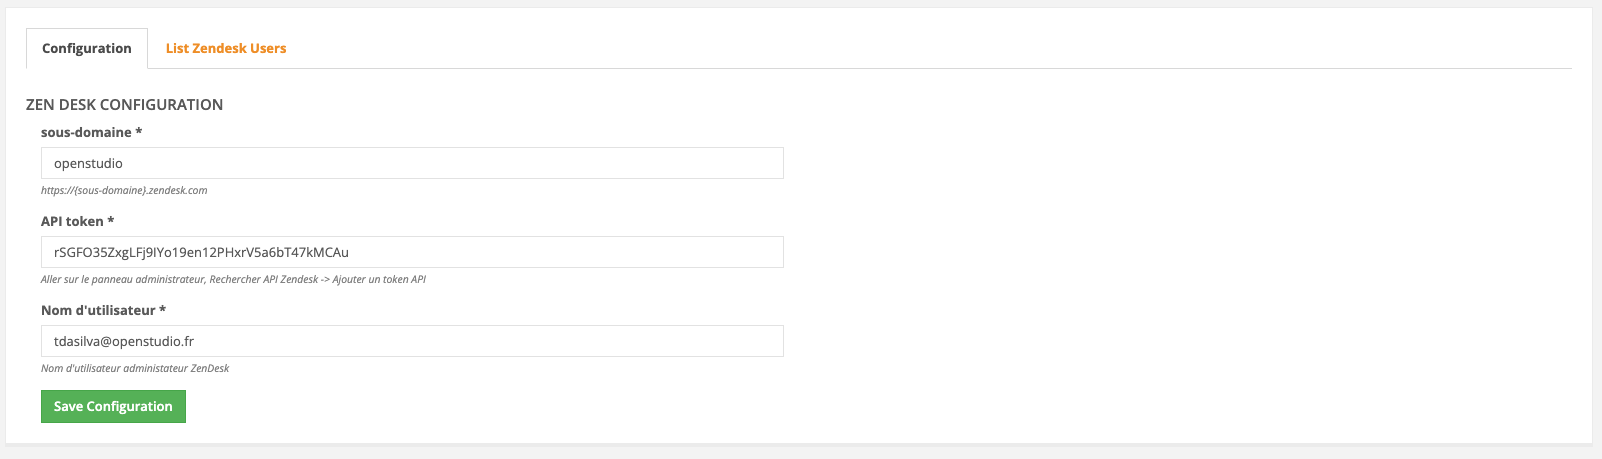 Configuration List Zendesk Users
ZEN DESK CONFIGURATION
sous-domaine *
openstudio
https://{sous-domaine}.zendesk.com
API token *
rSGFO35ZxgLFj9IYo19en12PHxrV5a6bT47kMCAu
Aller sur le panneau administrateur, Rechercher API Zendesk -> Ajouter un token API
Nom d'utilisateur *
tdasilva@openstudio.fr
Nom d'utilisateur administateur ZenDesk
Save Configuration